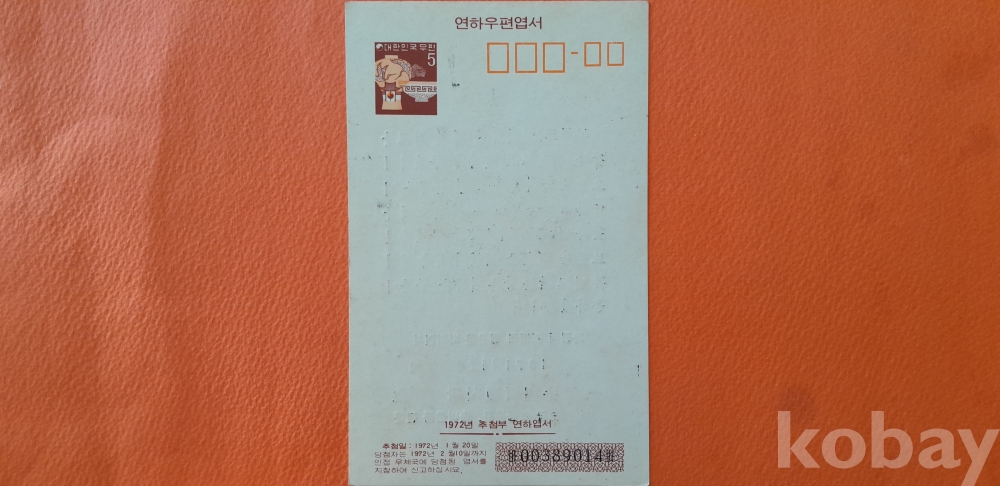 연하우편엽서
대한민국우편
5
1972년 추첨부 연하엽서
추첨일 : 1972년 1월 20일
당첨자는 1972년 2월10일까지
인접 우체국에 당첨된 엽서를
지참하여 신고하십시요.
00389014
kobay